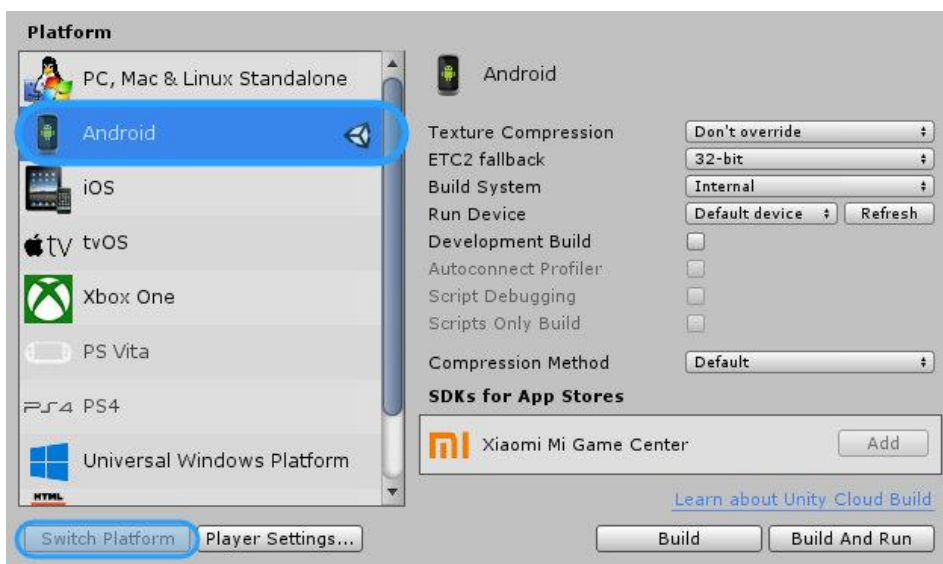 Platform
PC, Mac & Linux Standalone
Android
iOS
tv tvOS
Xbox One
PS Vita
PS4 PS4
Universal Windows Platform
HTML
Switch Platform
Player Settings...
Android
Texture Compression Don't override
ETC2 fallback 32-bit
Build System Internal
Run Device Default device Refresh
Development Build
Autoconnect Profiler
Script Debugging
Scripts Only Build
Compression Method Default
SDKs for App Stores
MI Xiaomi Mi Game Center Add
Learn about Unity Cloud Build
Build Build And Run